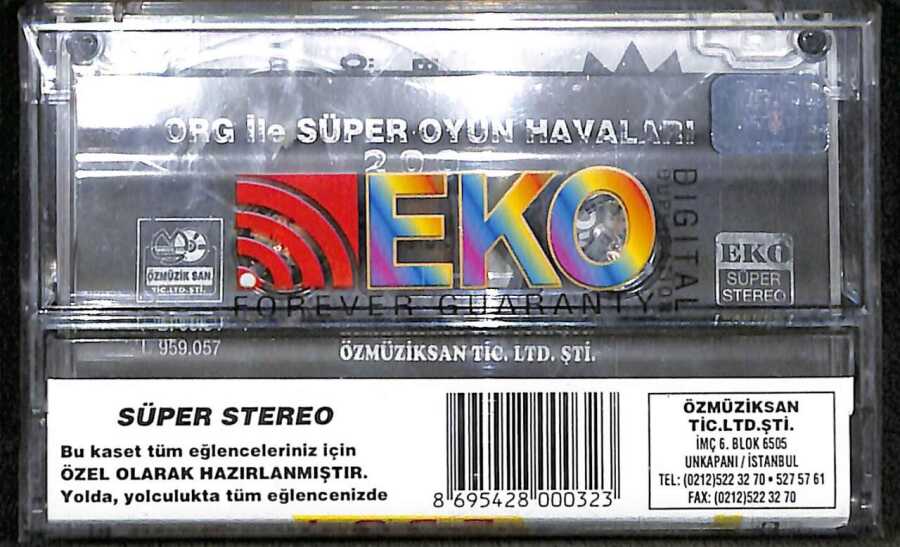 ORG ile SÜPER OYUN HAVALARI
EKO
DIGITAL
FOREVER GUARANTY
ÖZMÜZİK SAN
TİC.LTD.ŞTİ.
EKO
SÜPER
STEREO
959.057
ÖZMÜZİKSAN TİC. LTD. ŞTİ.
SÜPER STEREO
Bu kaset tüm eğlenceleriniz için
ÖZEL OLARAK HAZIRLANMIŞTIR.
Yolda, yolculukta tüm eğlencenizde
8 695428 000323
ÖZMÜZİKSAN
TİC.LTD.ŞTİ.
İMÇ 6. BLOK 6505
UNKAPANI / İSTANBUL
TEL: (0212)522 32 70 • 527 57 61
FAX: (0212)522 32 70